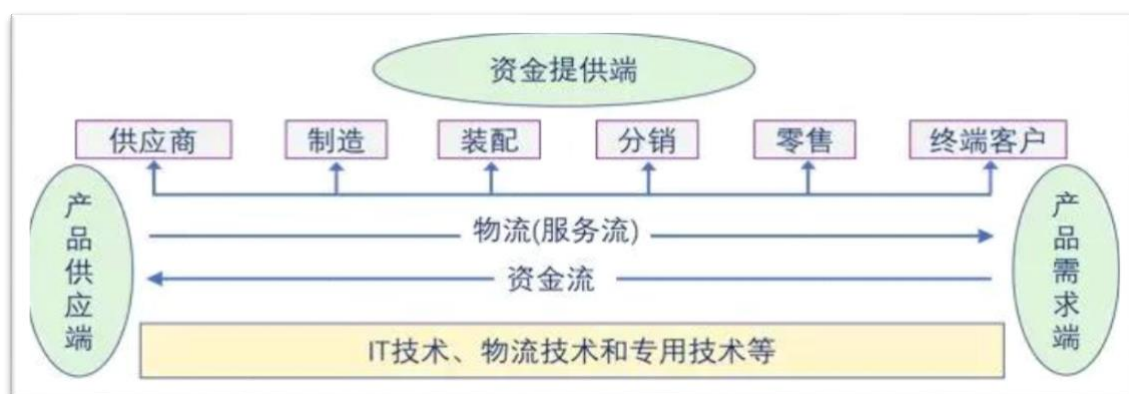 资金提供端
供应商
制造
装配
分销
零售
终端客户
产品供应端
物流(服务流)
资金流
产品需求端
IT技术、物流技术和专用技术等